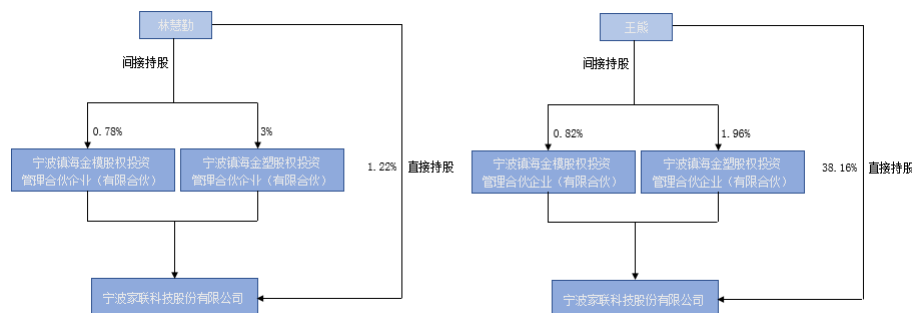 林慧勤
间接持股
0.78%
3%
宁波镇海金模股权投资
管理合伙企业（有限合伙）
宁波镇海金塑股权投资
管理合伙企业（有限合伙）
1.22%
直接持股
宁波家联科技股份有限公司
王熊
间接持股
0.82%
1.96%
宁波镇海金模股权投资
管理合伙企业（有限合伙）
宁波镇海金塑股权投资
管理合伙企业（有限合伙）
38.16%
直接持股
宁波家联科技股份有限公司